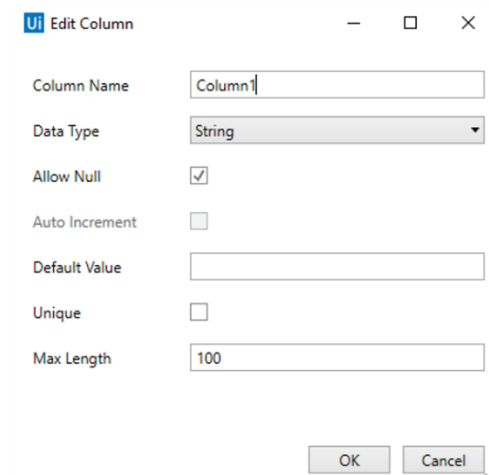 Ui Edit Column
Column Name Column1
Data Type String
Allow Null
Auto Increment
Default Value
Unique
Max Length 100
OK Cancel